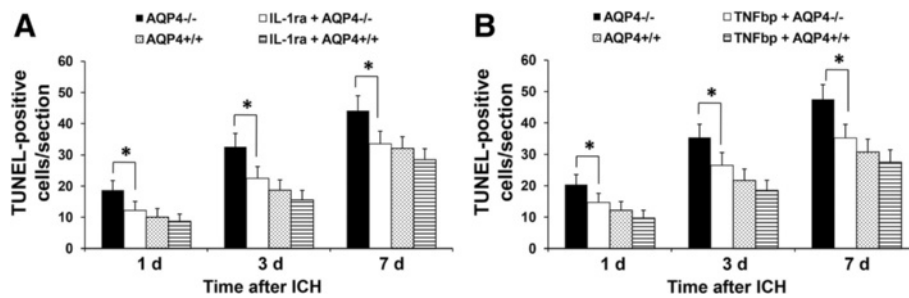 A
AQP4-/- IL-1ra + AQP4-/-
AQP4+/+ IL-1ra + AQP4+/+
TUNEL-positive
cells/section
60
50
40
30
20
10
0
* * *
1 d 3 d 7 d
Time after ICH
B
AQP4-/- TNFbp + AQP4-/-
AQP4+/+ TNFbp + AQP4+/+
TUNEL-positive
cells/section
60
50
40
30
20
10
0
* * *
1 d 3 d 7 d
Time after ICH